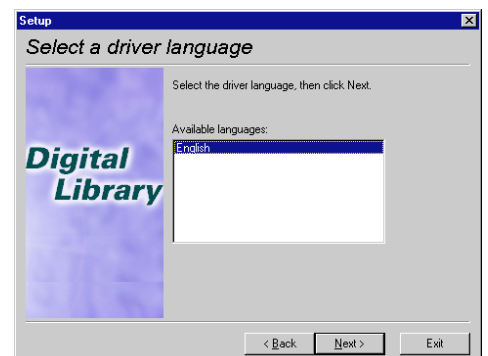 Setup
Select a driver language
Select the driver language, then click Next.
Available languages:
English
Digital
Library
< Back
Next >
Exit